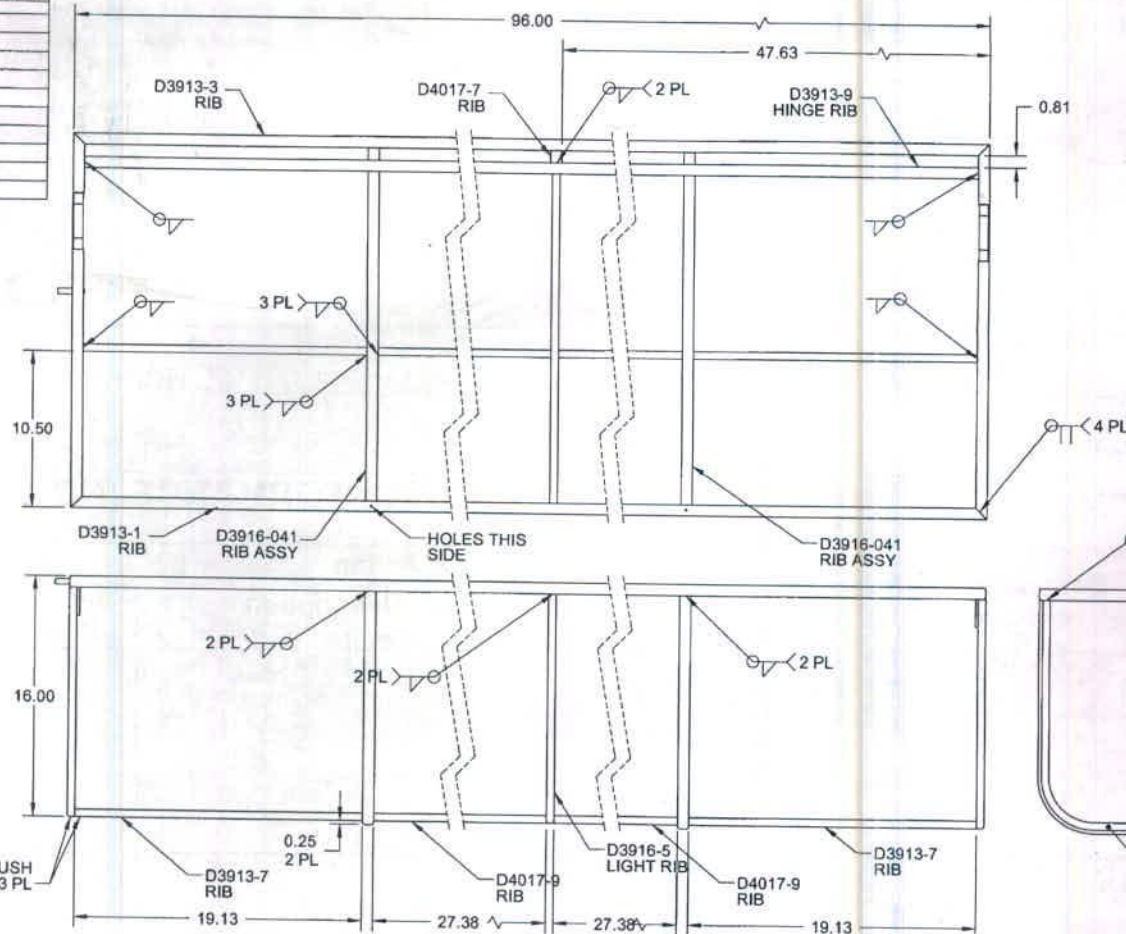 96.00
47.63
D3913-3
RIB
D4017-7
RIB
2 PL
D3913-9
HINGE RIB
0.81
3 PL
3 PL
10.50
4 PL
D3913-1
RIB
D3916-041
RIB ASSY
HOLES THIS
SIDE
D3916-041
RIB ASSY
16.00
2 PL
2 PL
2 PL
0.25
2 PL
USH
3 PL
D3913-7
RIB
D4017-9
RIB
D3916-5
LIGHT RIB
D4017-9
RIB
D3913-7
RIB
19.13
27.38
27.38
19.13